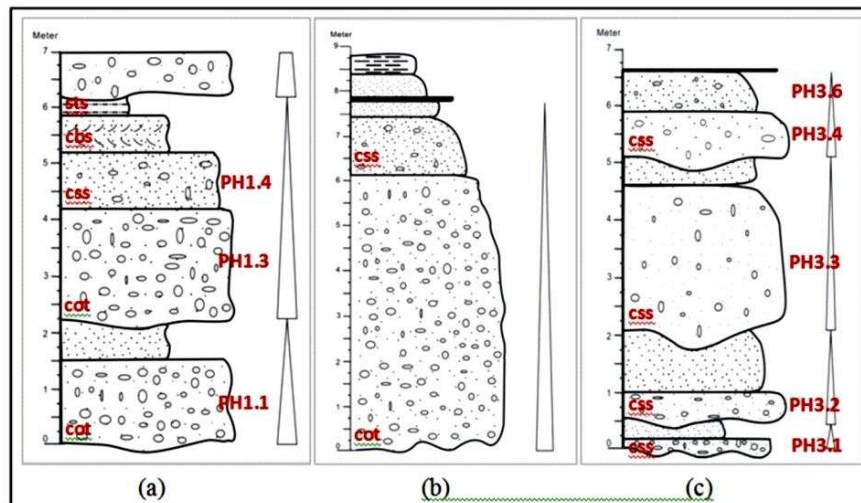 Meter
7
6
5
4
3
2
1
0
sts
cbs
css
PH1.4
PH1.3
cot
PH1.1
cot
(a)
Meter
9
8
7
6
5
4
3
2
1
0
css
cot
(b)
Meter
7
6
5
4
3
2
1
0
PH3.6
css
PH3.4
PH3.3
css
css
PH3.2
css
PH3.1
(c)